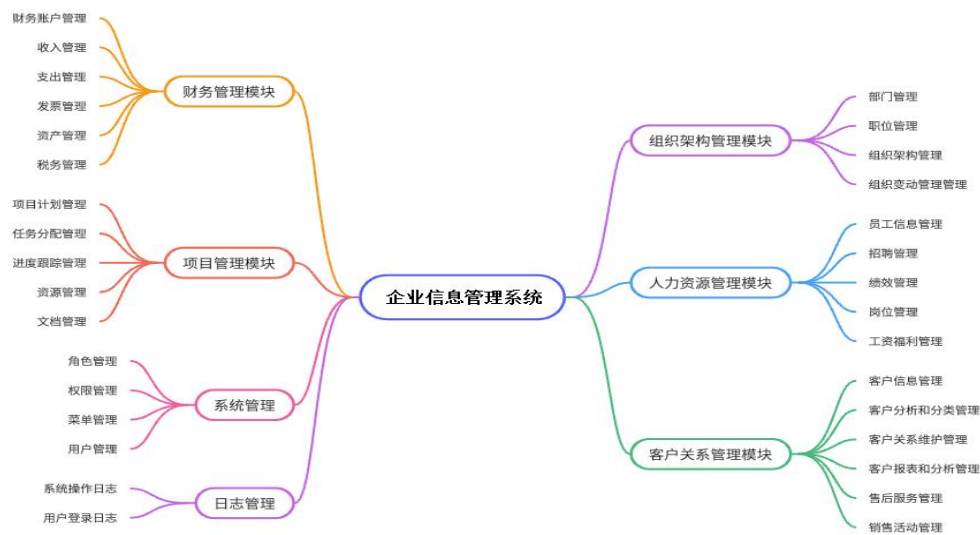 企业信息管理系统
财务管理模块
财务账户管理
收入管理
支出管理
发票管理
资产管理
税务管理
项目管理模块
项目计划管理
任务分配管理
进度跟踪管理
资源管理
文档管理
系统管理
角色管理
权限管理
菜单管理
用户管理
日志管理
系统操作日志
用户登录日志
组织架构管理模块
部门管理
职位管理
组织架构管理
组织变动管理管理
人力资源管理模块
员工信息管理
招聘管理
绩效管理
岗位管理
工资福利管理
客户关系管理模块
客户信息管理
客户分析和分类管理
客户关系维护管理
客户报表和分析管理
售后服务管理
销售活动管理